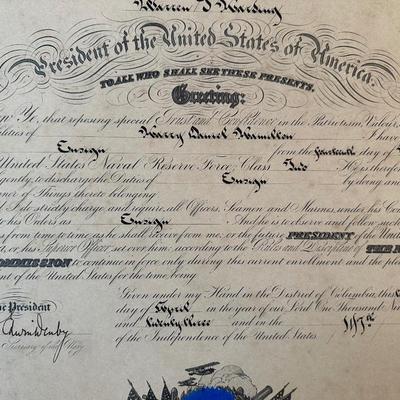 Warren G Harding
President of the United States of America.
TO ALL WHO SHALL SEE THESE PRESENTS,
Greeting:
Ye, that reposing special Trust and Confidence in the Patriotism, Valour,
Harry Daniel Hamilton I have
Ensign from the fourteenth day of
United States Naval Reserve Force, Class Two He is therefore
gently, to discharge the Duties of Ensign by doing and
of Things thereto belonging
strictly charge and require, all Officers, Seamen and Marines, under his Co
to his Orders as Ensign And he is to observe and follow such
from time to time, as he shall receive from me, or the future PRESIDENT of the Unite
d, or his Superior Officer set over him, according to the Rules and Discipline of THE NA
COMMISSION to continue in force only during his current enrollment and the plea
ent of the United States for the time being
Given under my Hand in the District of Columbia, this
he President day of April in the year of our Lord One Thousand Nine
Edwin Denby and twenty three and in the 147th
Secretary of the Navy of the Independence of the United States.